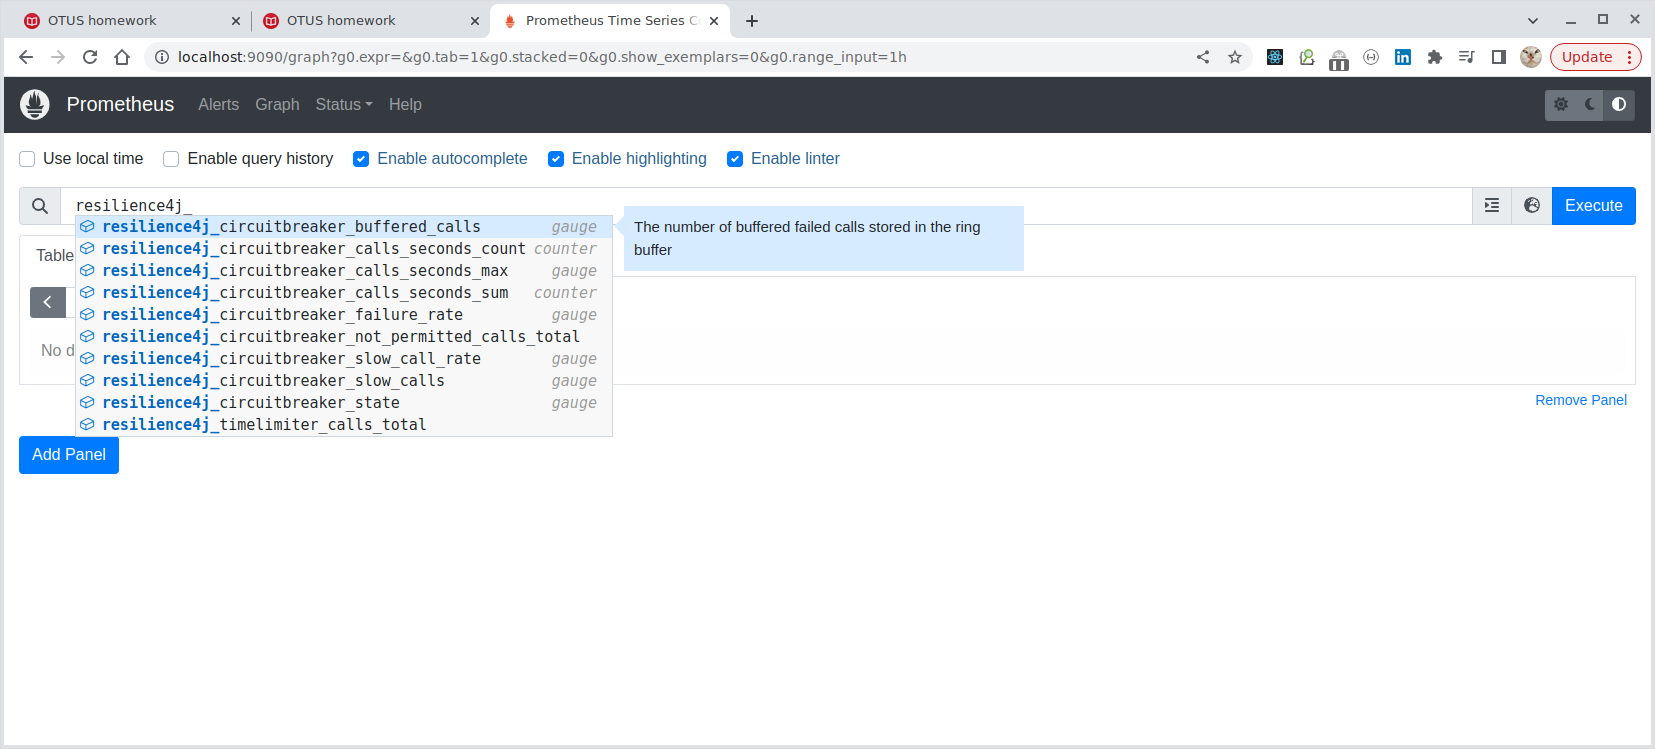 OTUS homework
OTUS homework
Prometheus Time Series C
localhost:9090/graph?g0.expr=&g0.tab=1&g0.stacked=0&g0.show_exemplars=0&g0.range_input=1h
Update
Prometheus
Alerts
Graph
Status
Help
Use local time
Enable query history
Enable autocomplete
Enable highlighting
Enable linter
resilience4j_
Execute
resilience4j_circuitbreaker_buffered_calls gauge
The number of buffered failed calls stored in the ring
buffer
resilience4j_circuitbreaker_calls_seconds_count counter
Table
resilience4j_circuitbreaker_calls_seconds_max gauge
resilience4j_circuitbreaker_calls_seconds_sum counter
resilience4j_circuitbreaker_failure_rate gauge
resilience4j_circuitbreaker_not_permitted_calls_total
No d
resilience4j_circuitbreaker_slow_call_rate gauge
resilience4j_circuitbreaker_slow_calls gauge
resilience4j_circuitbreaker_state gauge
resilience4j_timelimiter_calls_total
Remove Panel
Add Panel